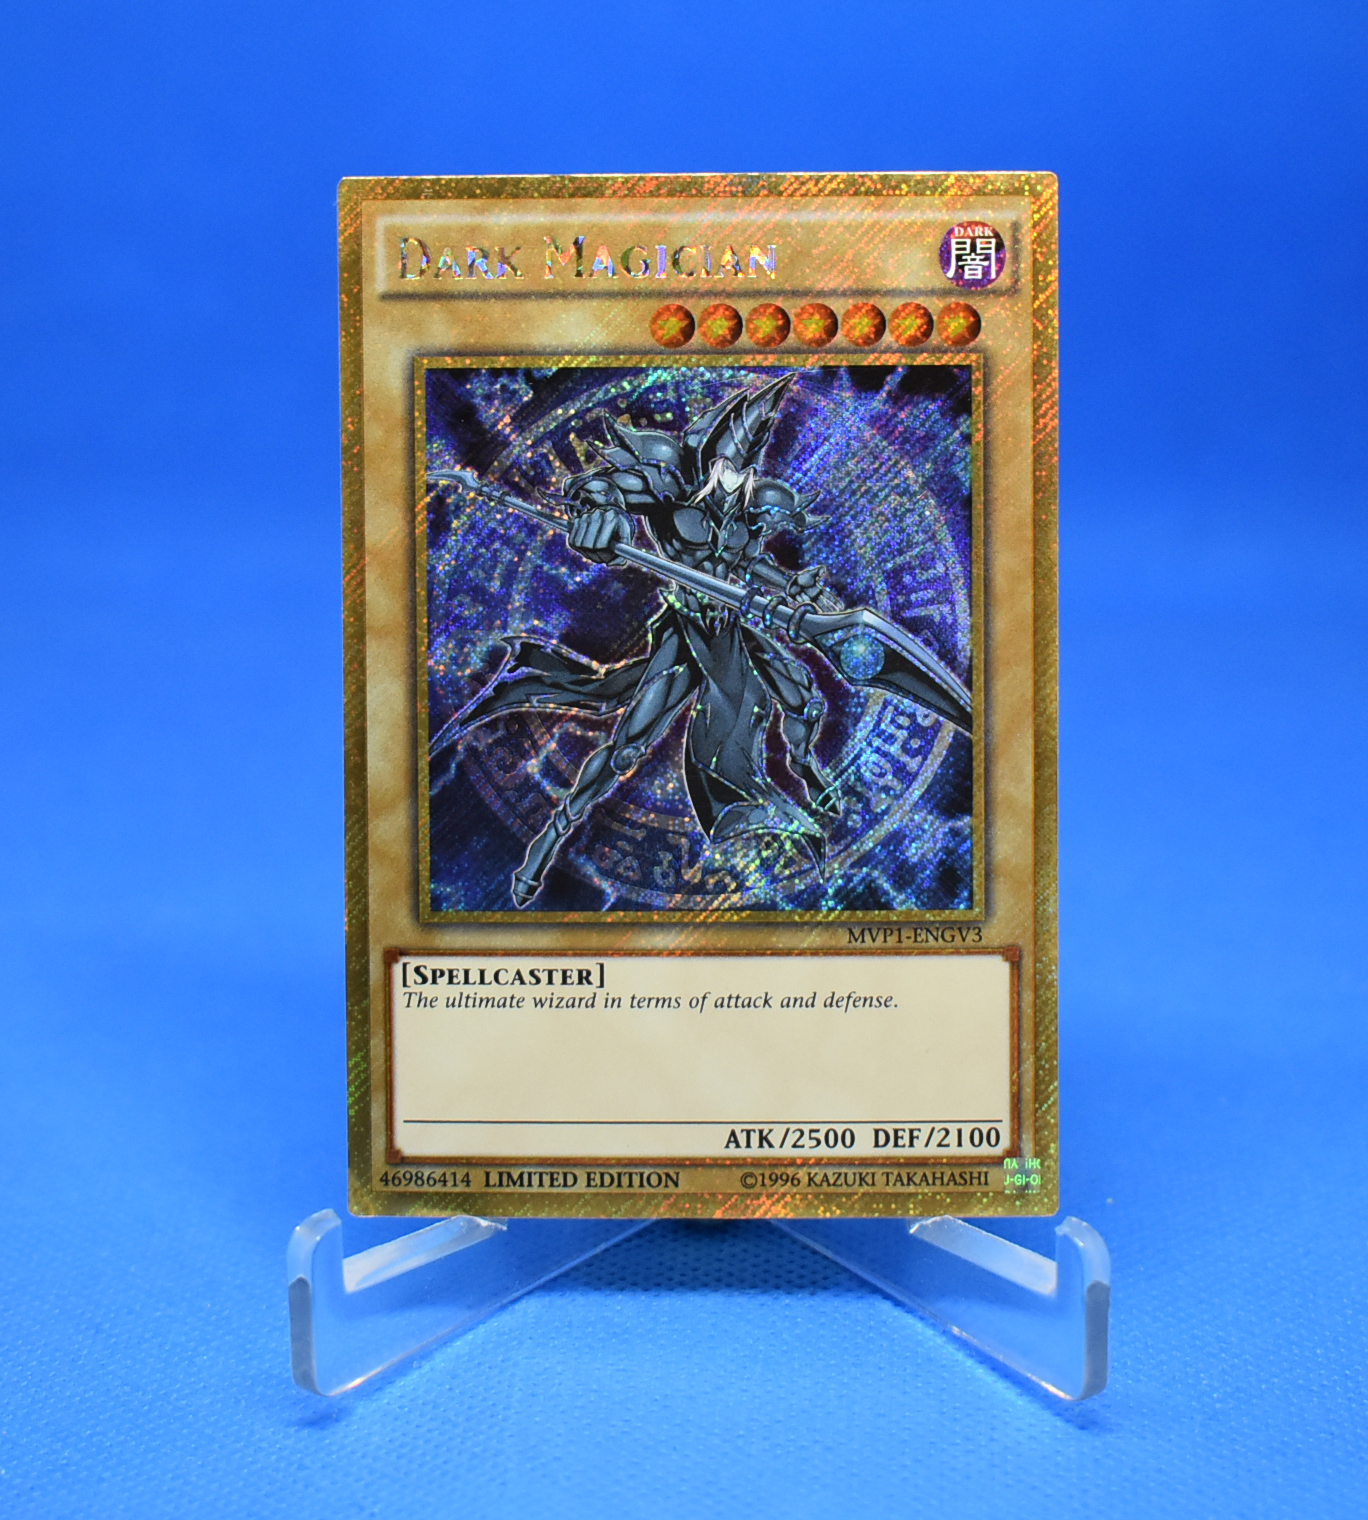 DARK MAGICIAN
DARK
闇
MVP1-ENGV3
[SPELLCASTER]
The ultimate wizard in terms of attack and defense.
ATK/2500 DEF/2100
46986414 LIMITED EDITION ©1996 KAZUKI TAKAHASHI